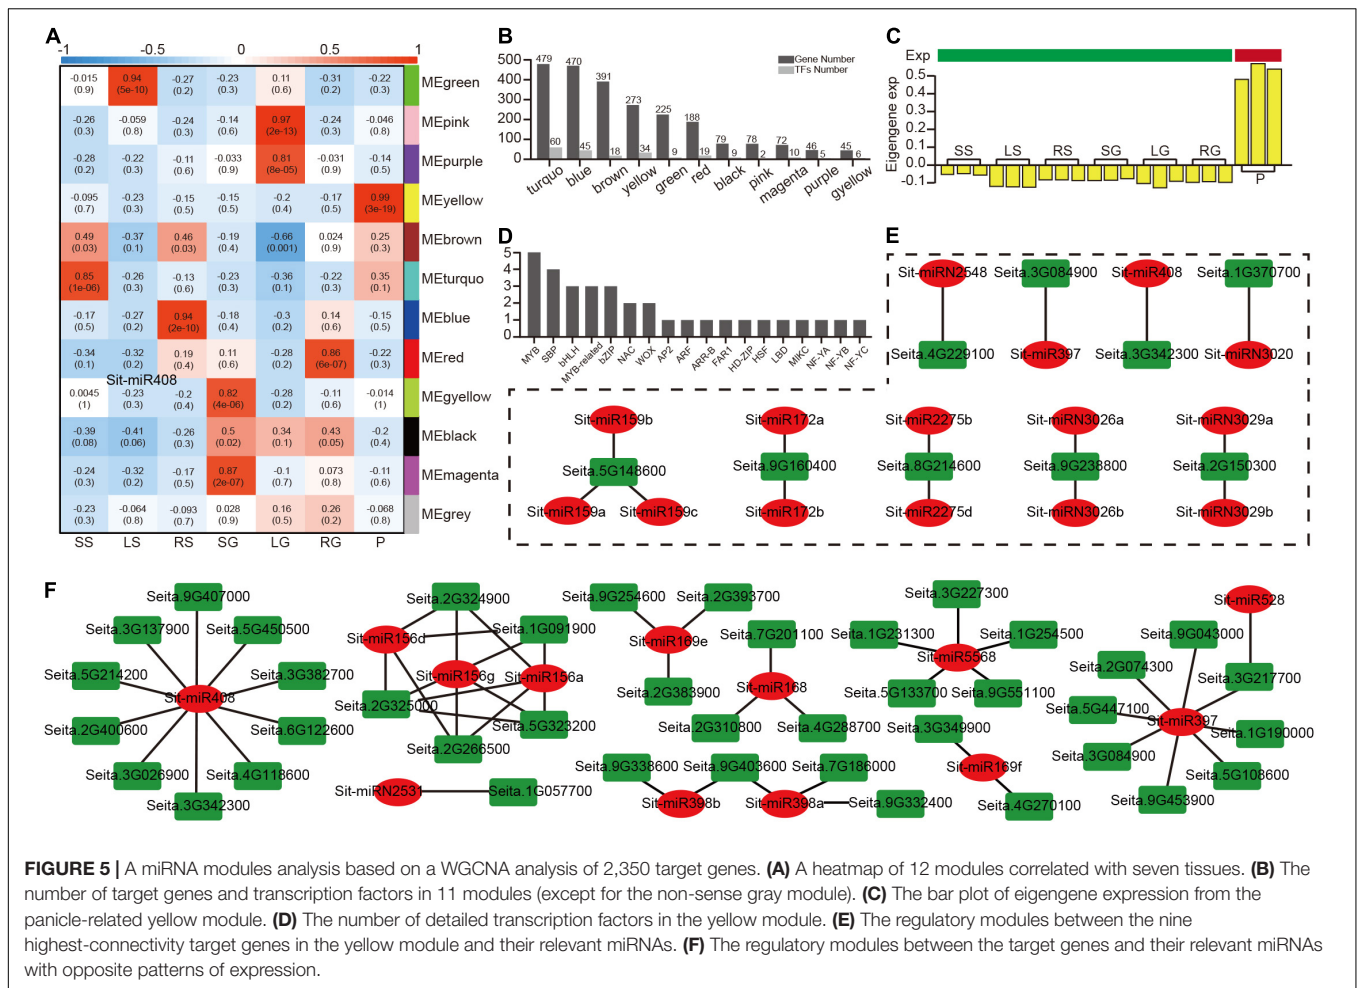 A
-1 -0.5 0 0.5 1
-0.015 0.94 -0.27 -0.23 0.11 -0.31 -0.22 MEgreen
(0.9) (5e-10) (0.2) (0.3) (0.6) (0.2) (0.3)
-0.26 -0.059 -0.24 -0.14 0.97 -0.24 -0.046 MEpink
(0.3) (0.8) (0.3) (0.6) (2e-13) (0.3) (0.8)
-0.28 -0.22 -0.11 -0.033 0.81 -0.031 -0.14 MEpurple
(0.2) (0.3) (0.6) (0.9) (8e-05) (0.9) (0.5)
-0.095 -0.23 -0.15 -0.15 -0.2 -0.17 0.99 MEyellow
(0.7) (0.3) (0.5) (0.5) (0.4) (0.5) (3e-19)
0.49 -0.37 0.46 -0.19 -0.66 0.024 0.25 MEbrown
(0.03) (0.1) (0.03) (0.4) (0.001) (0.9) (0.3)
0.85 -0.26 -0.13 -0.23 -0.36 -0.22 0.35 MEturquo
(1e-06) (0.3) (0.6) (0.3) (0.1) (0.3) (0.1)
-0.17 -0.27 0.94 -0.18 -0.3 0.14 -0.15 MEblue
(0.5) (0.2) (2e-10) (0.4) (0.2) (0.6) (0.5)
-0.34 -0.32 0.19 0.11 -0.28 0.86 -0.22 MEred
(0.1) (0.2) (0.4) (0.6) (0.2) (6e-07) (0.3)
Sit-miR408
0.0045 -0.23 -0.2 0.82 -0.28 -0.11 -0.014 MEgyellow
(1) (0.3) (0.4) (4e-06) (0.2) (0.6) (1)
-0.39 -0.41 -0.26 0.5 0.34 0.43 -0.2 MEblack
(0.08) (0.06) (0.3) (0.02) (0.1) (0.05) (0.4)
-0.24 -0.32 -0.17 0.87 -0.1 0.073 -0.11 MEmagenta
(0.3) (0.2) (0.5) (2e-07) (0.7) (0.8) (0.6)
-0.23 -0.064 -0.093 0.028 0.16 0.26 -0.068 MEgrey
(0.3) (0.8) (0.7) (0.9) (0.5) (0.2) (0.8)
SS LS RS SG LG RG P
B
500
400
300
200
100
0
Gene Number
TFs Number
479 470 391 273 225 188 79 78 72 46 45
60 45 18 34 9 19 9 2 10 5 6
turquo blue brown yellow green red black pink magenta purple gyellow
C
Exp
Eigengene exp
0.5
0.4
0.3
0.2
0.1
0.0
-0.1
SS LS RS SG LG RG
P
D
5
4
3
2
1
MYB SBP bHLH MYB-related bZIP NAC WOX AP2 ARF ARR-B FAR1 HD-ZIP HSF LBD MIKC NF-YA NF-YB NF-YC
E
Sit-miRN2548 Seita.3G084900 Sit-miR408 Seita.1G370700
Seita.4G229100 Sit-miR397 Seita.3G342300 Sit-miRN3020
Sit-miR159b Sit-miR172a Sit-miR2275b Sit-miRN3026a Sit-miRN3029a
Seita.5G148600 Seita.9G160400 Seita.8G214600 Seita.9G238800 Seita.2G150300
Sit-miR159a Sit-miR159c Sit-miR172b Sit-miR2275d Sit-miRN3026b Sit-miRN3029b
F
Seita.9G407000
Seita.3G137900 Seita.5G450500
Seita.5G214200 Seita.3G382700
Sit-miR408
Seita.2G400600 Seita.6G122600
Seita.3G026900 Seita.4G118600
Seita.3G342300
Seita.2G324900
Sit-miR156d Seita.1G091900
Sit-miR156g Sit-miR156a
Seita.2G325000 Seita.5G323200
Seita.2G266500
Sit-miRN2531 Seita.1G057700
Seita.9G254600 Seita.2G393700
Sit-miR169e
Seita.2G383900
Seita.7G201100
Sit-miR168
Seita.2G310800 Seita.4G288700
Seita.9G338600 Seita.9G403600 Seita.7G186000
Sit-miR398b Sit-miR398a Seita.9G332400
Seita.3G227300
Seita.1G231300 Seita.1G254500
Sit-miR5568
Seita.5G133700 Seita.9G551100
Seita.3G349900
Sit-miR169f
Seita.4G270100
Sit-miR528
Seita.9G043000
Seita.2G074300 Seita.3G217700
Seita.5G447100 Sit-miR397 Seita.1G190000
Seita.3G084900 Seita.5G108600
Seita.9G453900
FIGURE 5 | A miRNA modules analysis based on a WGCNA analysis of 2,350 target genes. (A) A heatmap of 12 modules correlated with seven tissues. (B) The
number of target genes and transcription factors in 11 modules (except for the non-sense gray module). (C) The bar plot of eigengene expression from the
panicle-related yellow module. (D) The number of detailed transcription factors in the yellow module. (E) The regulatory modules between the nine
highest-connectivity target genes in the yellow module and their relevant miRNAs. (F) The regulatory modules between the target genes and their relevant miRNAs
with opposite patterns of expression.